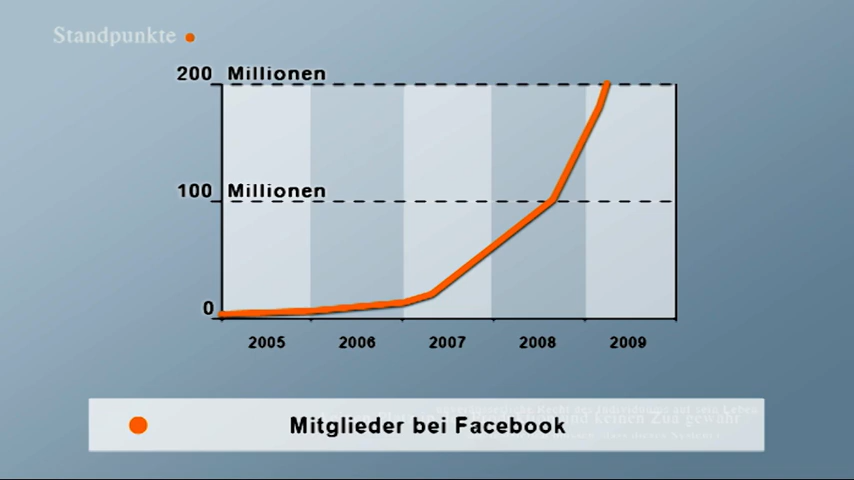 Standpunkte
200 Millionen
100 Millionen
0
2005 2006 2007 2008 2009
Mitglieder bei Facebook